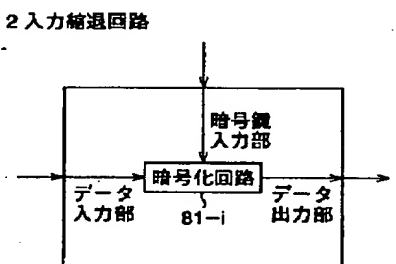 2入力縮退回路
暗号鍵
入力部
暗号化回路
データ
入力部
81-i
データ
出力部